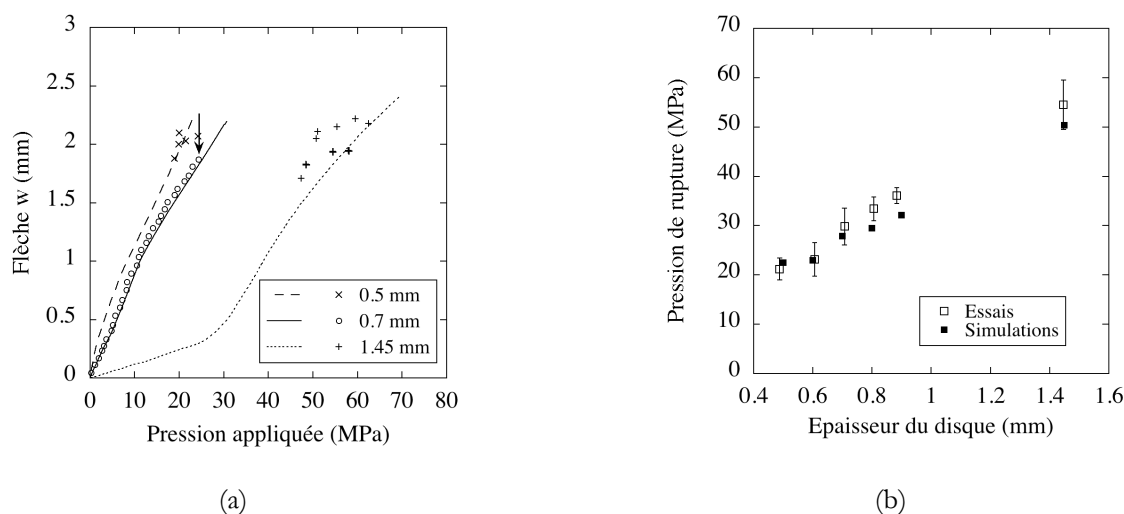 3
2.5
2
1.5
1
0.5
0
Flèche w (mm)
0 10 20 30 40 50 60 70 80
Pression appliquée (MPa)
0.5 mm
0.7 mm
1.45 mm
(a)
70
60
50
40
30
20
10
0
Pression de rupture (MPa)
Essais
Simulations
0.4 0.6 0.8 1 1.2 1.4 1.6
Epaisseur du disque (mm)
(b)